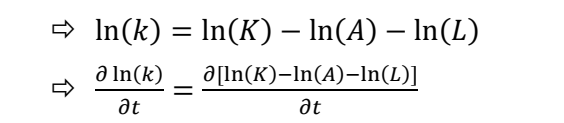 ⇨ ln(k) = ln(K) − ln(A) − ln(L)
⇨ ∂ ln(k)/∂t = ∂[ln(K)−ln(A)−ln(L)]/∂t